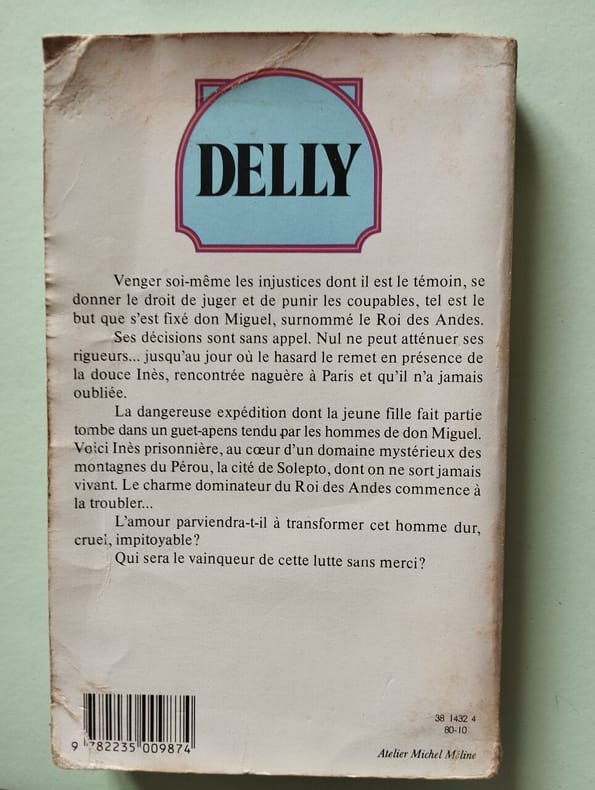 DELLY
Venger soi-même les injustices dont il est le témoin, se
donner le droit de juger et de punir les coupables, tel est le
but que s'est fixé don Miguel, surnommé le Roi des Andes.
Ses décisions sont sans appel. Nul ne peut atténuer ses
rigueurs... jusqu'au jour où le hasard le remet en présence de
la douce Inès, rencontrée naguère à Paris et qu'il n'a jamais
oubliée.
La dangereuse expédition dont la jeune fille fait partie
tombe dans un guet-apens tendu par les hommes de don Miguel.
Voici Inès prisonnière, au cœur d'un domaine mystérieux des
montagnes du Pérou, la cité de Solepto, dont on ne sort jamais
vivant. Le charme dominateur du Roi des Andes commence à
la troubler...
L'amour parviendra-t-il à transformer cet homme dur,
cruel, impitoyable ?
Qui sera le vainqueur de cette lutte sans merci ?
38 1432 4
80-10
9 782235 009874
Atelier Michel Méline